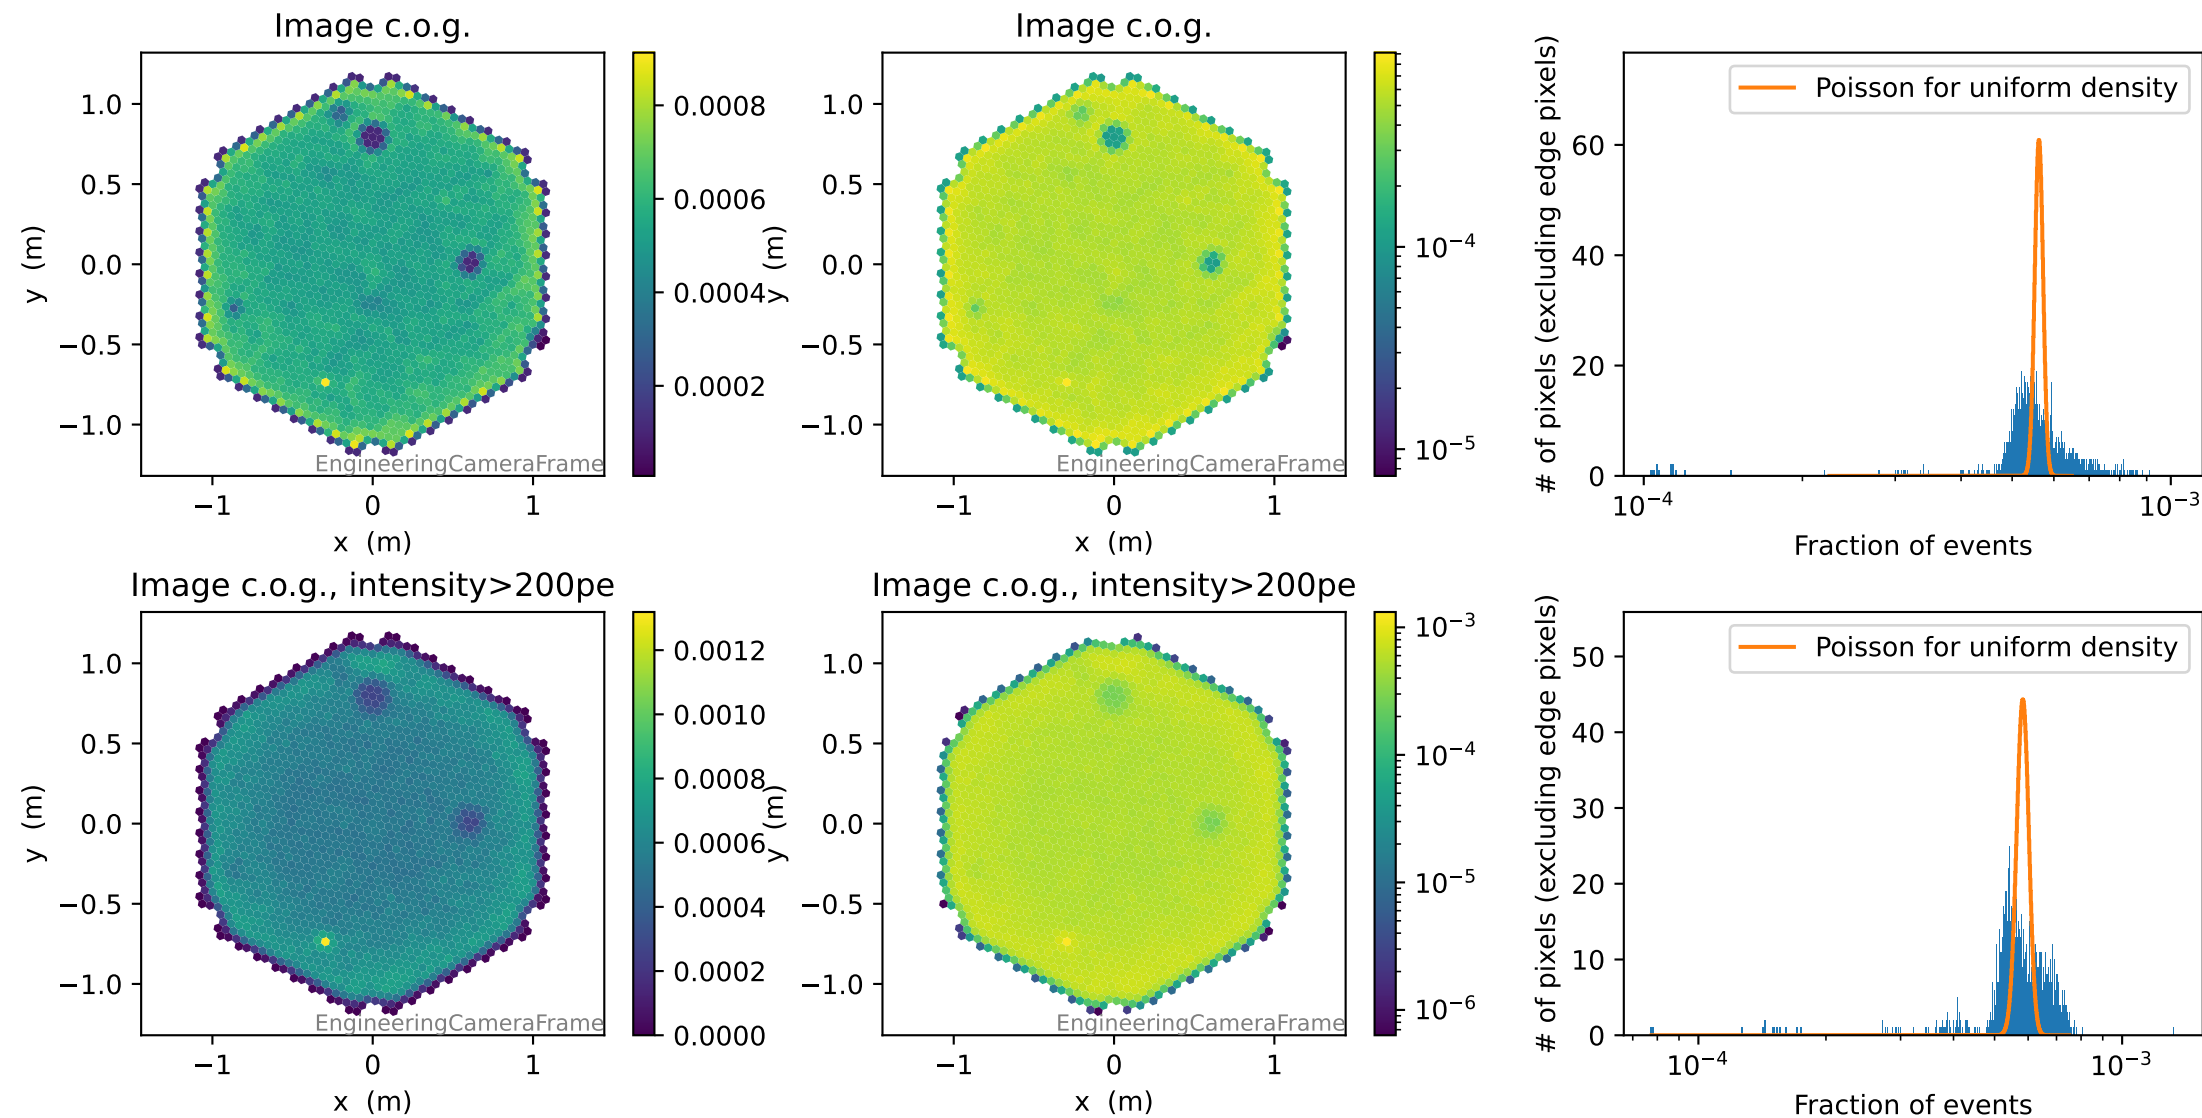 Image c.o.g.
1.0
0.5
0.0
−0.5
−1.0
y (m)
−1
0
1
x (m)
EngineeringCameraFrame
0.0008
0.0006
0.0004
0.0002
Image c.o.g.
1.0
0.5
0.0
−0.5
−1.0
y (m)
−1
0
1
x (m)
EngineeringCameraFrame
10⁻⁴
10⁻⁵
# of pixels (excluding edge pixels)
60
40
20
0
Poisson for uniform density
10⁻⁴
10⁻³
Fraction of events
Image c.o.g., intensity>200pe
1.0
0.5
0.0
−0.5
−1.0
y (m)
−1
0
1
x (m)
EngineeringCameraFrame
0.0012
0.0010
0.0008
0.0006
0.0004
0.0002
0.0000
Image c.o.g., intensity>200pe
1.0
0.5
0.0
−0.5
−1.0
y (m)
−1
0
1
x (m)
EngineeringCameraFrame
10⁻³
10⁻⁴
10⁻⁵
10⁻⁶
# of pixels (excluding edge pixels)
50
40
30
20
10
0
Poisson for uniform density
10⁻⁴
10⁻³
Fraction of events